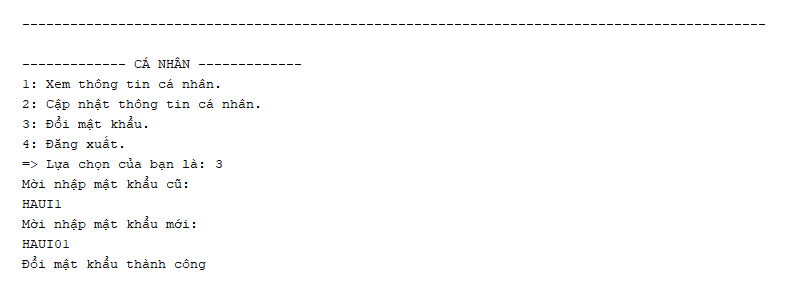 ---------------------------------------------------------------------------------------------
------------- CÁ NHÂN -------------
1: Xem thông tin cá nhân.
2: Cập nhật thông tin cá nhân.
3: Đổi mật khẩu.
4: Đăng xuất.
=> Lựa chọn của bạn là: 3
Mời nhập mật khẩu cũ:
HAUI1
Mời nhập mật khẩu mới:
HAUI01
Đổi mật khẩu thành công